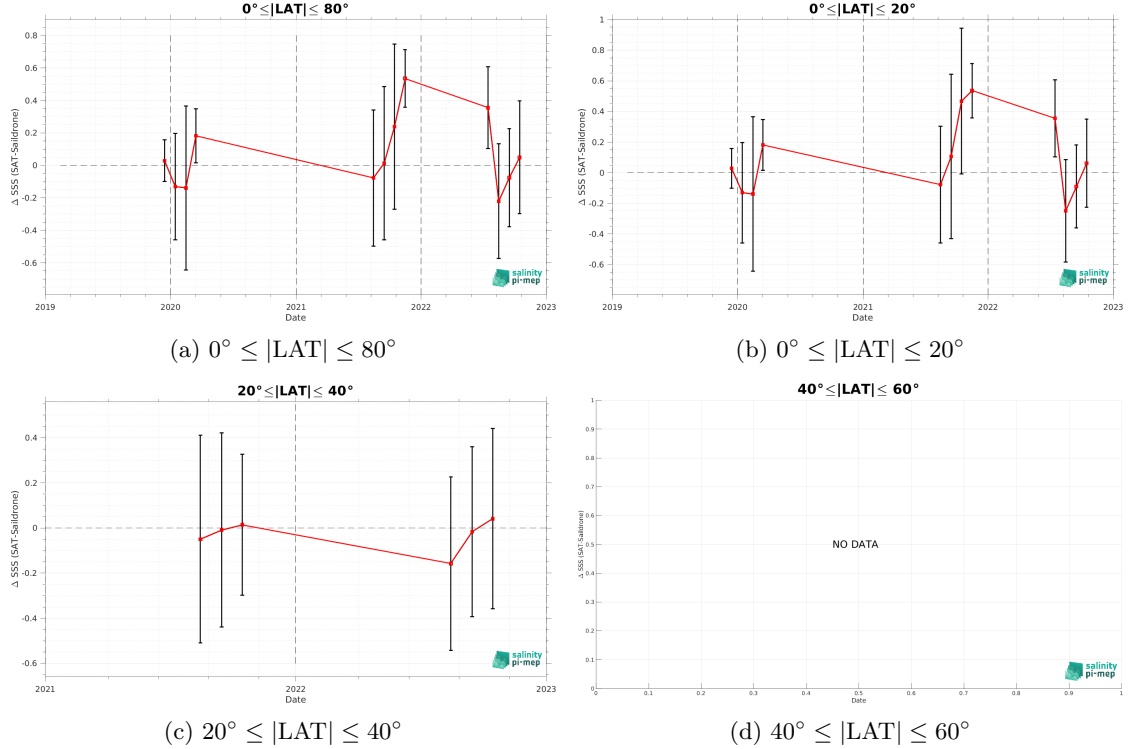 0°≤|LAT|≤ 80°
0.8
0.6
0.4
0.2
0
-0.2
-0.4
-0.6
Δ SSS (SAT-Saildrone)
2019
2020
2021
2022
2023
Date
salinity
pi-mep
(a) 0° ≤ |LAT| ≤ 80°
0°≤|LAT|≤ 20°
1
0.8
0.6
0.4
0.2
0
-0.2
-0.4
-0.6
Δ SSS (SAT-Saildrone)
2019
2020
2021
2022
2023
Date
salinity
pi-mep
(b) 0° ≤ |LAT| ≤ 20°
20°≤|LAT|≤ 40°
0.4
0.2
0
-0.2
-0.4
-0.6
Δ SSS (SAT-Saildrone)
2021
2022
2023
Date
salinity
pi-mep
(c) 20° ≤ |LAT| ≤ 40°
40°≤|LAT|≤ 60°
1
0.9
0.8
0.7
0.6
0.5
0.4
0.3
0.2
0.1
0
Δ SSS (SAT-Saildrone)
NO DATA
0
0.1
0.2
0.3
0.4
0.5
0.6
0.7
0.8
0.9
1
Date
salinity
pi-mep
(d) 40° ≤ |LAT| ≤ 60°